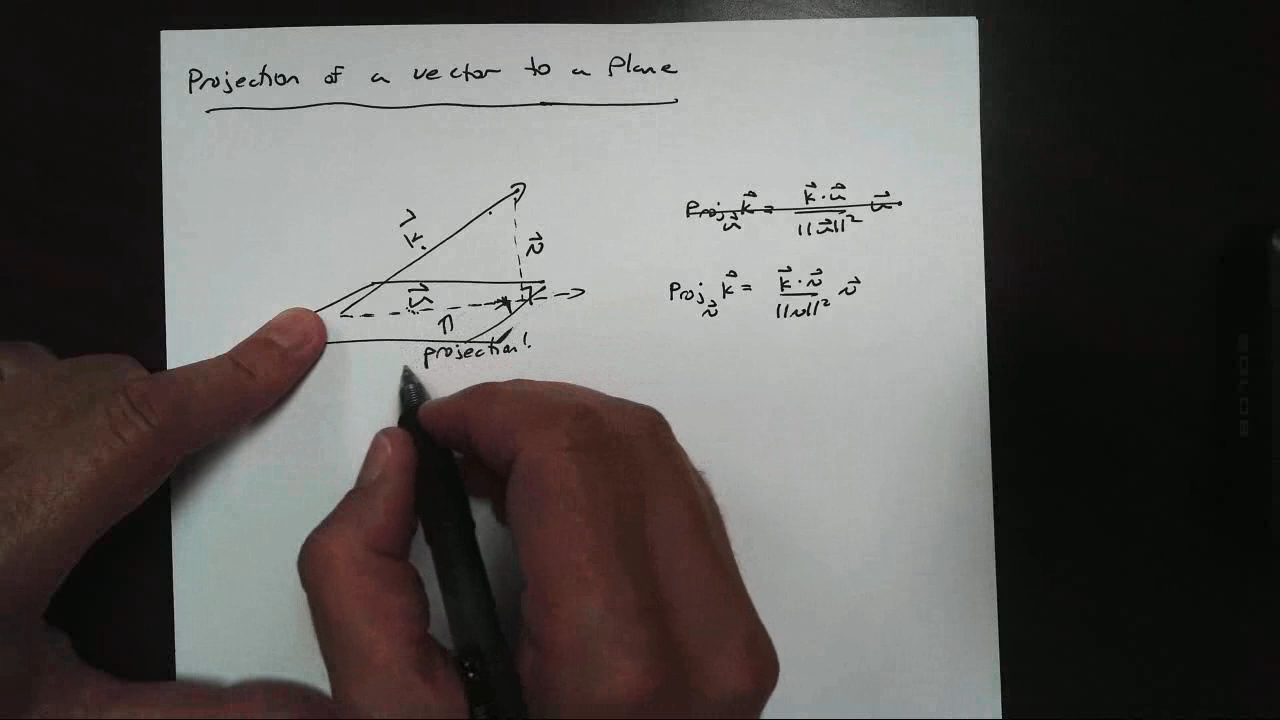 Projection of a vector to a Plane
Proj_u⃗ k⃗ = k⃗·u⃗ / ||u⃗||² u⃗
k⃗
n⃗
Proj_n⃗ k⃗ = k⃗·n⃗ / ||n||² n⃗
u⃗
projection!